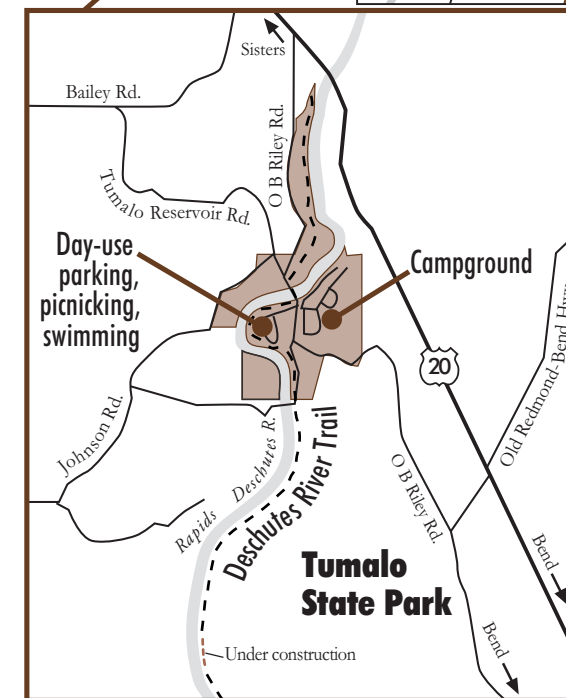 Sisters
Bailey Rd.
O B Riley Rd.
Tumalo Reservoir Rd.
Day-use
parking,
picnicking,
swimming
Campground
20
Old Redmond-Bend Hwy.
Johnson Rd.
Deschutes R.
Rapids
Deschutes River Trail
O B Riley Rd.
Tumalo
State Park
Bend
Bend
Under construction